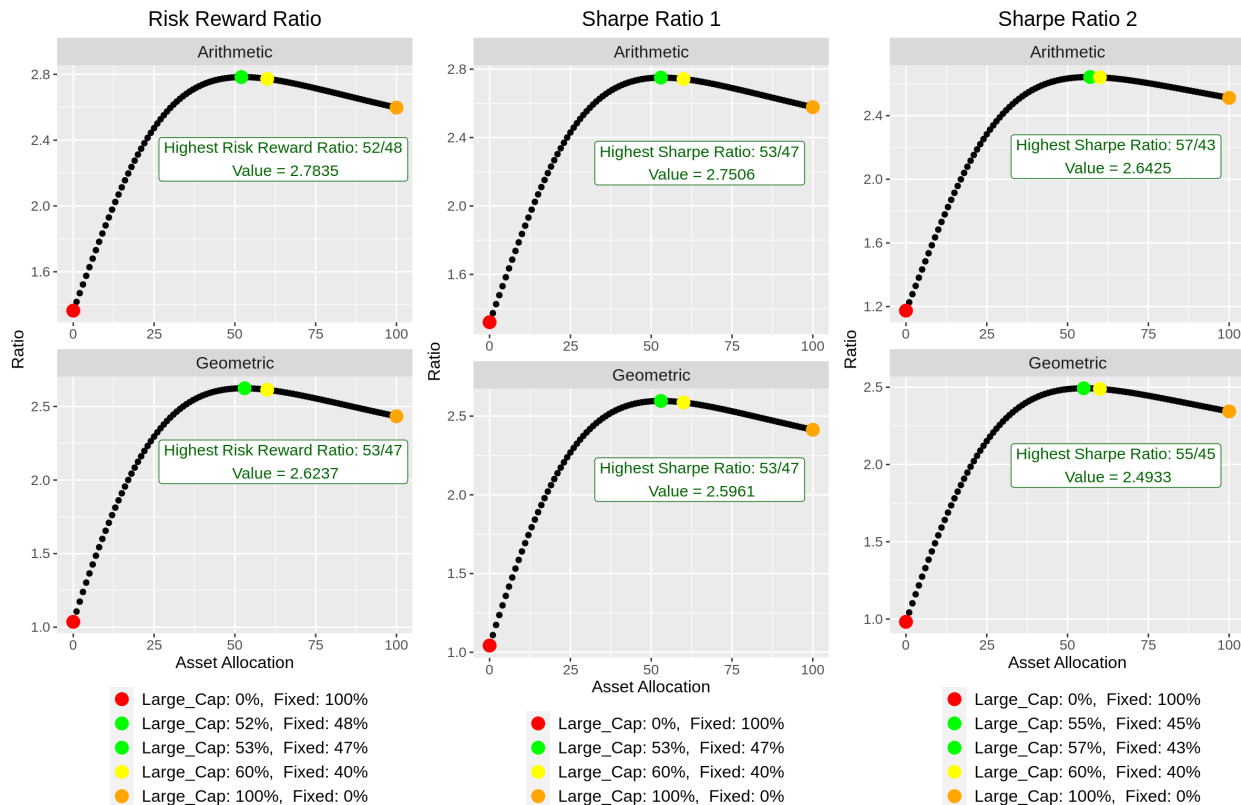 Risk Reward Ratio
Arithmetic
Ratio
2.8
2.4
2.0
1.6
Highest Risk Reward Ratio: 52/48
Value = 2.7835
0 25 50 75 100
Geometric
2.5
2.0
1.5
1.0
Highest Risk Reward Ratio: 53/47
Value = 2.6237
0 25 50 75 100
Asset Allocation
Large_Cap: 0%, Fixed: 100%
Large_Cap: 52%, Fixed: 48%
Large_Cap: 53%, Fixed: 47%
Large_Cap: 60%, Fixed: 40%
Large_Cap: 100%, Fixed: 0%
Sharpe Ratio 1
Arithmetic
Ratio
2.8
2.4
2.0
1.6
Highest Sharpe Ratio: 53/47
Value = 2.7506
0 25 50 75 100
Geometric
2.5
2.0
1.5
1.0
Highest Sharpe Ratio: 53/47
Value = 2.5961
0 25 50 75 100
Asset Allocation
Large_Cap: 0%, Fixed: 100%
Large_Cap: 53%, Fixed: 47%
Large_Cap: 60%, Fixed: 40%
Large_Cap: 100%, Fixed: 0%
Sharpe Ratio 2
Arithmetic
Ratio
2.4
2.0
1.6
1.2
Highest Sharpe Ratio: 57/43
Value = 2.6425
0 25 50 75 100
Geometric
2.5
2.0
1.5
1.0
Highest Sharpe Ratio: 55/45
Value = 2.4933
0 25 50 75 100
Asset Allocation
Large_Cap: 0%, Fixed: 100%
Large_Cap: 55%, Fixed: 45%
Large_Cap: 57%, Fixed: 43%
Large_Cap: 60%, Fixed: 40%
Large_Cap: 100%, Fixed: 0%